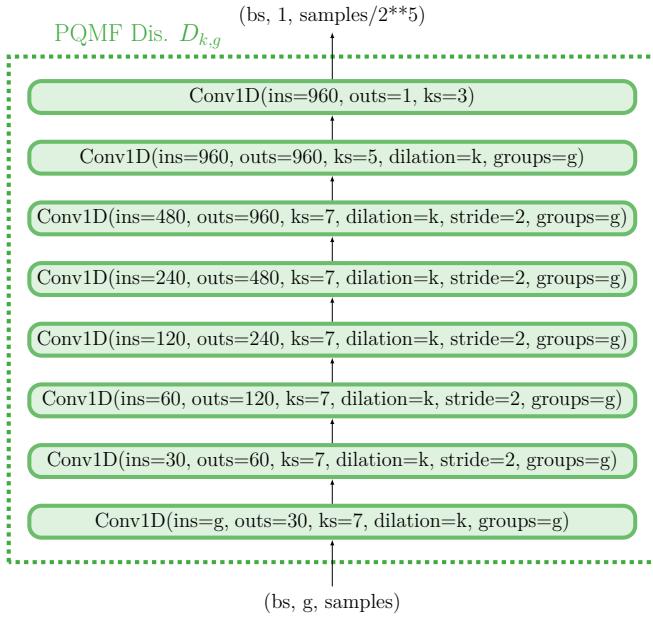 (bs, 1, samples/2**5)
PQMF Dis. D_{k,g}
Conv1D(ins=960, outs=1, ks=3)
Conv1D(ins=960, outs=960, ks=5, dilation=k, groups=g)
Conv1D(ins=480, outs=960, ks=7, dilation=k, stride=2, groups=g)
Conv1D(ins=240, outs=480, ks=7, dilation=k, stride=2, groups=g)
Conv1D(ins=120, outs=240, ks=7, dilation=k, stride=2, groups=g)
Conv1D(ins=60, outs=120, ks=7, dilation=k, stride=2, groups=g)
Conv1D(ins=30, outs=60, ks=7, dilation=k, stride=2, groups=g)
Conv1D(ins=g, outs=30, ks=7, dilation=k, groups=g)
(bs, g, samples)